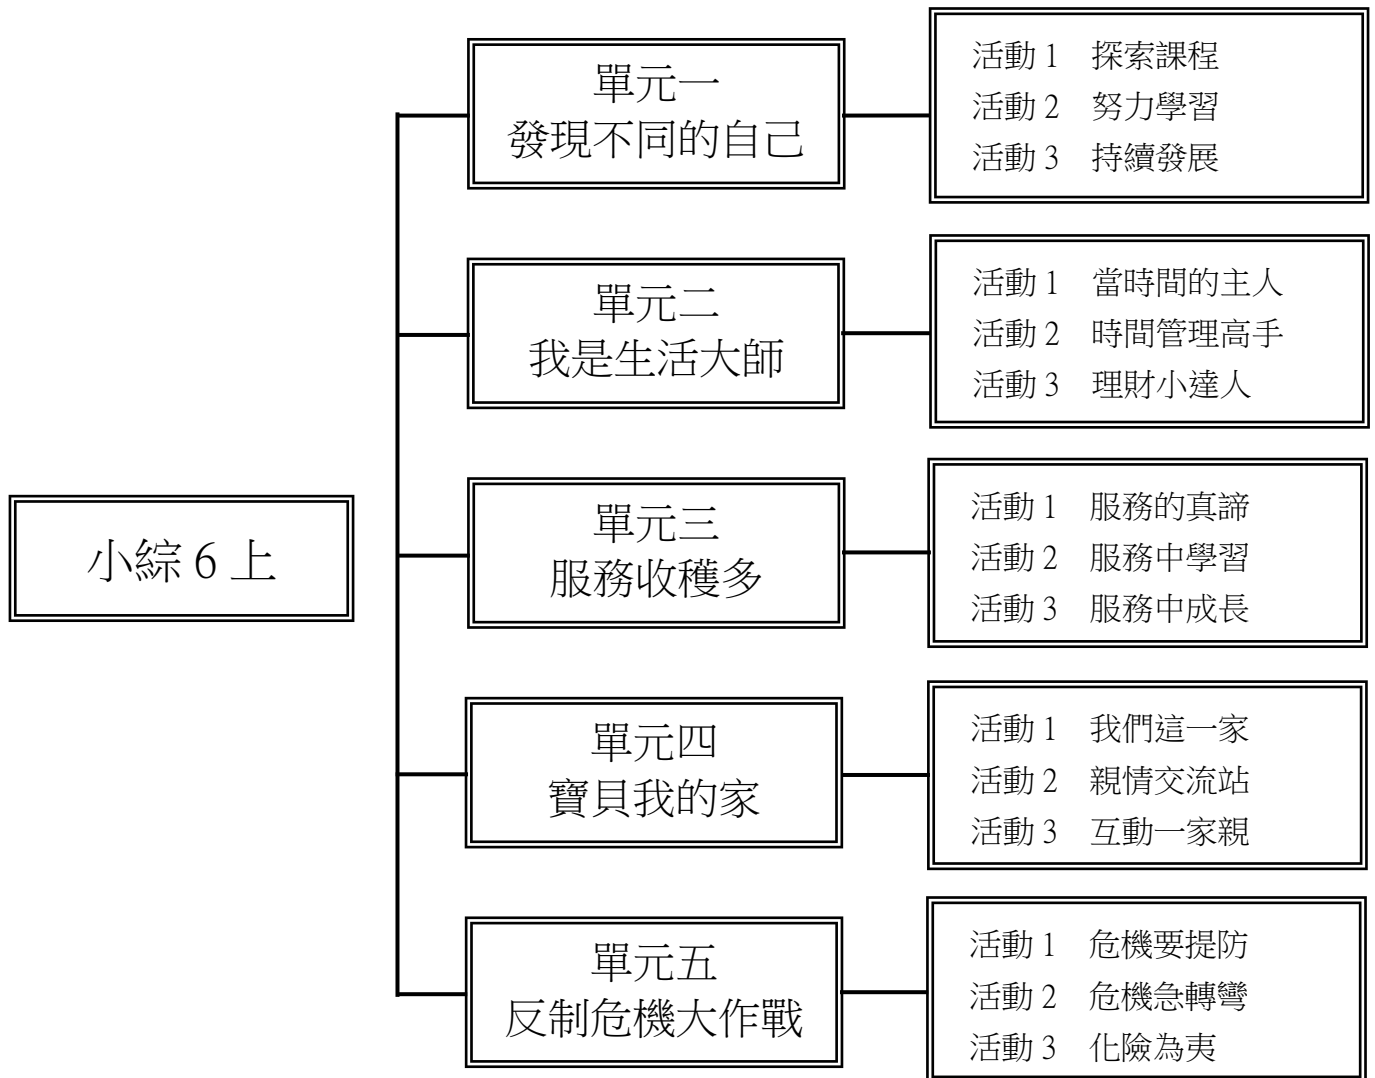 小綜 6 上
單元一
發現不同的自己
活動 1 探索課程
活動 2 努力學習
活動 3 持續發展
單元二
我是生活大師
活動 1 當時間的主人
活動 2 時間管理高手
活動 3 理財小達人
單元三
服務收穫多
活動 1 服務的真諦
活動 2 服務中學習
活動 3 服務中成長
單元四
寶貝我的家
活動 1 我們這一家
活動 2 親情交流站
活動 3 互動一家親
單元五
反制危機大作戰
活動 1 危機要提防
活動 2 危機急轉彎
活動 3 化險為夷